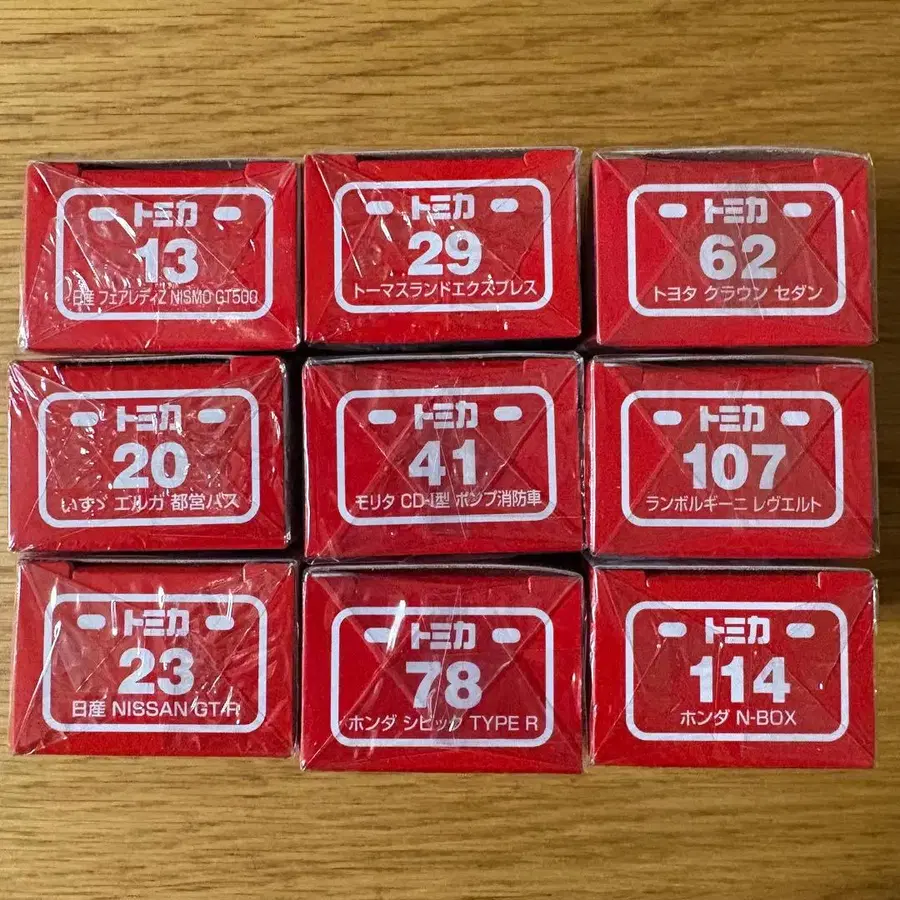 トミカ
13
日産 フェアレディZ NISMO GT500
トミカ
29
トーマスランドエクスプレス
トミカ
62
トヨタ クラウン セダン
トミカ
20
いすゞ エルガ 都営バス
トミカ
41
モリタ CD-I型 ポンプ消防車
トミカ
107
ランボルギーニ レヴエルト
トミカ
23
日産 NISSAN GT-R
トミカ
78
ホンダ シビック TYPE R
トミカ
114
ホンダ N-BOX